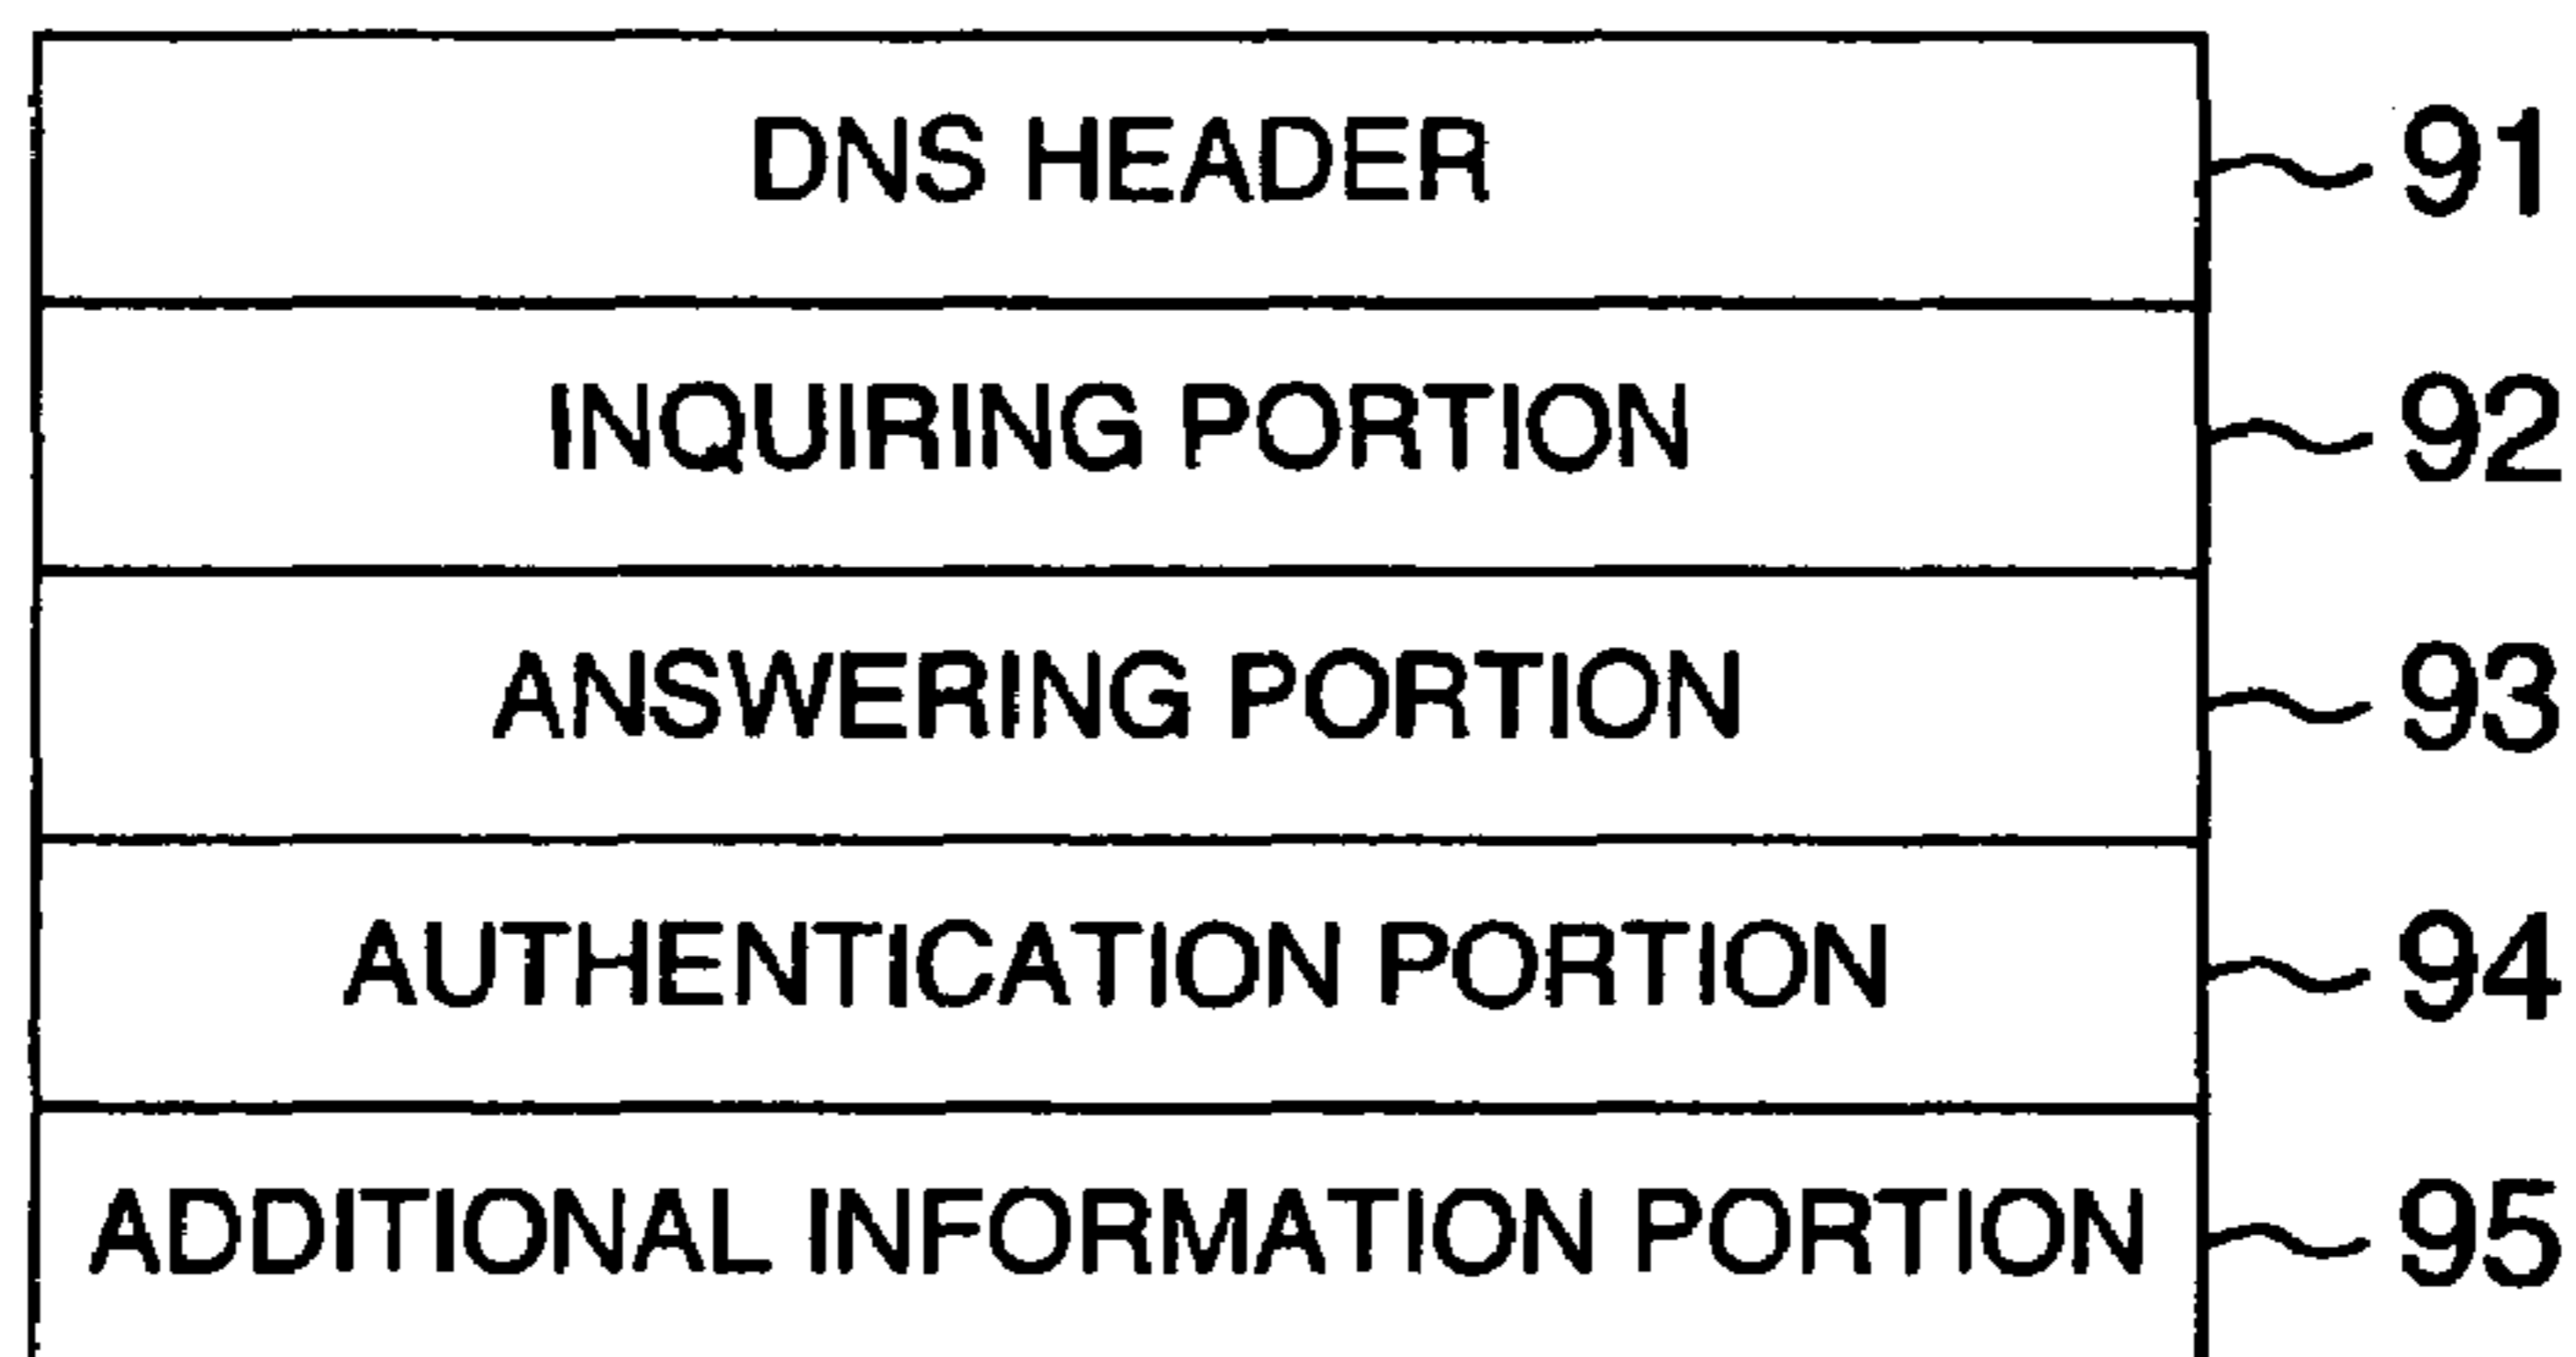 DNS HEADER 91
INQUIRING PORTION 92
ANSWERING PORTION 93
AUTHENTICATION PORTION 94
ADDITIONAL INFORMATION PORTION 95